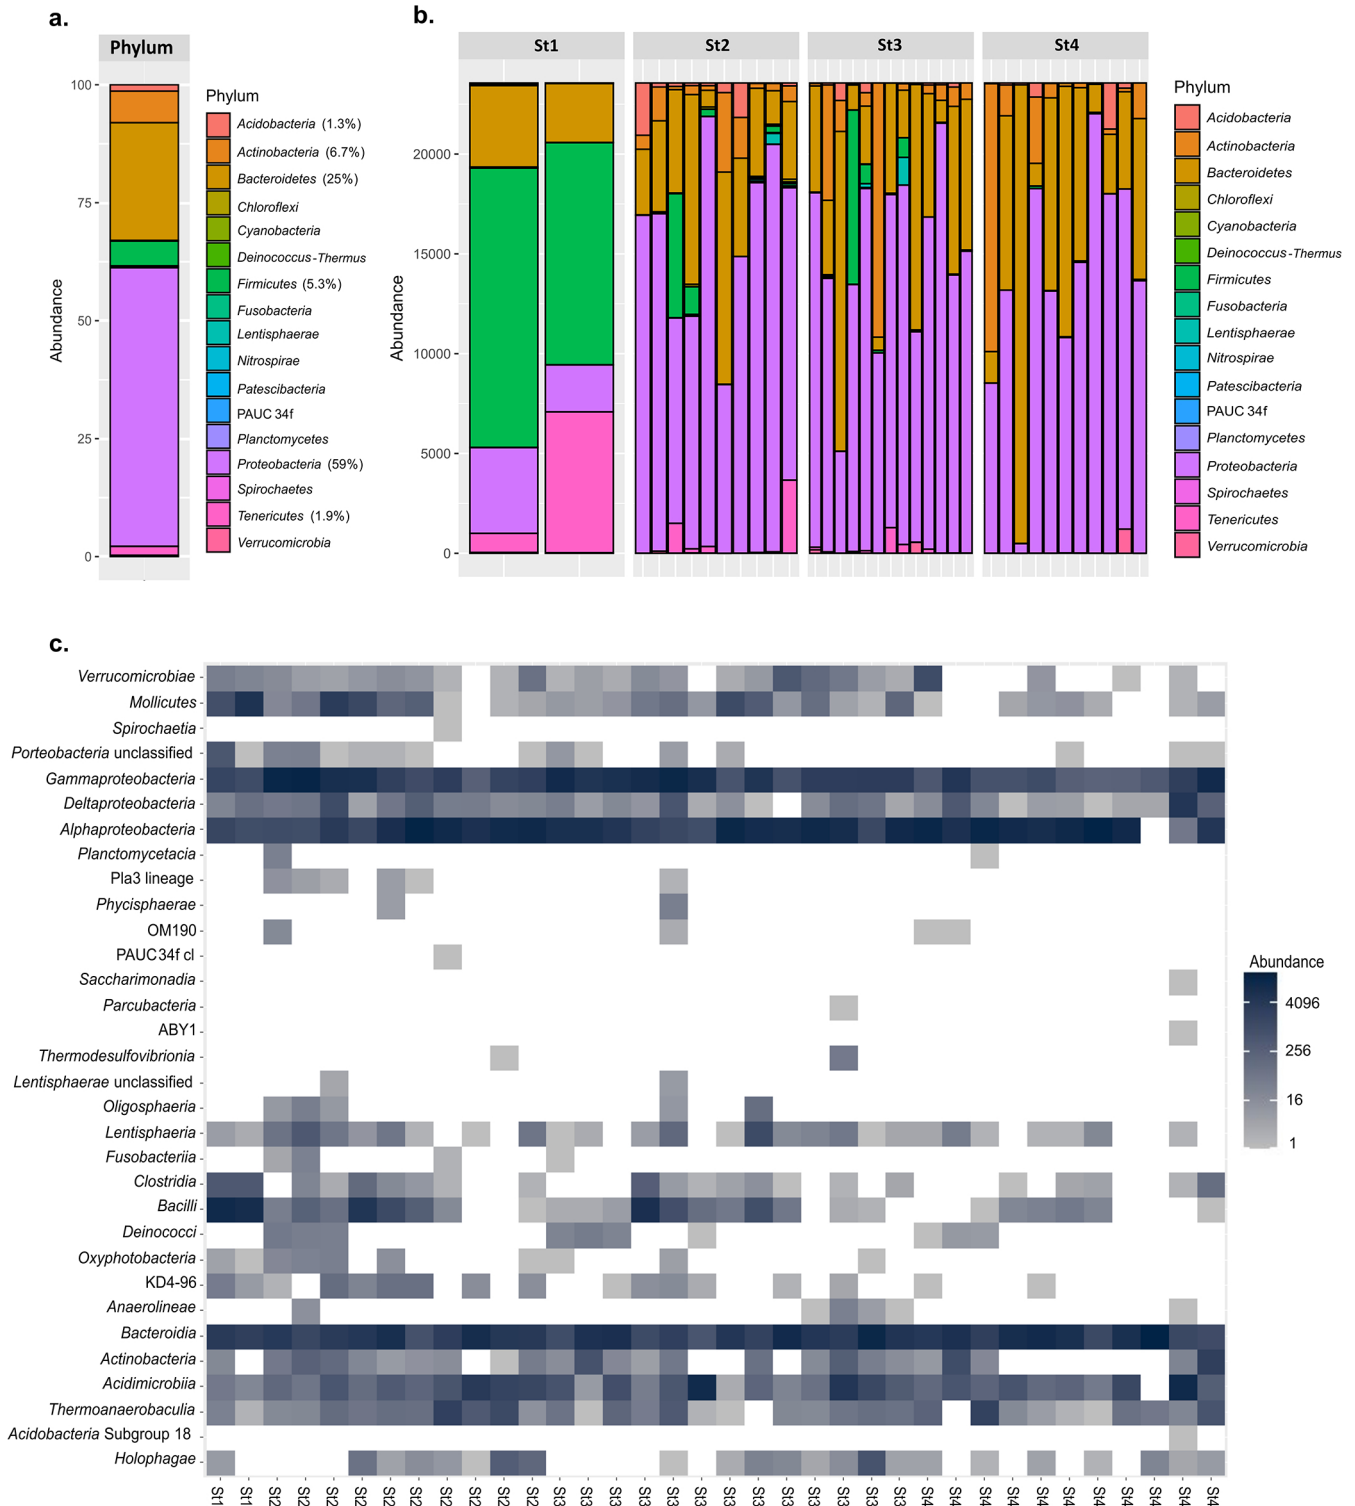 a.
Phylum
100
75
50
25
0
Abundance
Phylum
Acidobacteria (1.3%)
Actinobacteria (6.7%)
Bacteroidetes (25%)
Chloroflexi
Cyanobacteria
Deinococcus-Thermus
Firmicutes (5.3%)
Fusobacteria
Lentisphaerae
Nitrospirae
Patescibacteria
PAUC 34f
Planctomycetes
Proteobacteria (59%)
Spirochaetes
Tenericutes (1.9%)
Verrucomicrobia
b.
St1 St2 St3 St4
20000
15000
10000
5000
0
Abundance
Phylum
Acidobacteria
Actinobacteria
Bacteroidetes
Chloroflexi
Cyanobacteria
Deinococcus-Thermus
Firmicutes
Fusobacteria
Lentisphaerae
Nitrospirae
Patescibacteria
PAUC 34f
Planctomycetes
Proteobacteria
Spirochaetes
Tenericutes
Verrucomicrobia
c.
Verrucomicrobiae
Mollicutes
Spirochaetia
Porteobacteria unclassified
Gammaproteobacteria
Deltaproteobacteria
Alphaproteobacteria
Planctomycetacia
Pla3 lineage
Phycisphaerae
OM190
PAUC34f cl
Saccharimonadia
Parcubacteria
ABY1
Thermodesulfovibrionia
Lentisphaerae unclassified
Oligosphaeria
Lentisphaeria
Fusobacteriia
Clostridia
Bacilli
Deinococci
Oxyphotobacteria
KD4-96
Anaerolineae
Bacteroidia
Actinobacteria
Acidimicrobiia
Thermoanaerobaculia
Acidobacteria Subgroup 18
Holophagae
St1 St1 St2 St2 St2 St2 St2 St2 St2 St2 St2 St2 St3 St3 St3 St3 St3 St3 St3 St3 St3 St3 St3 St3 St3 St4 St4 St4 St4 St4 St4 St4 St4 St4 St4 St4
Abundance
4096
256
16
1